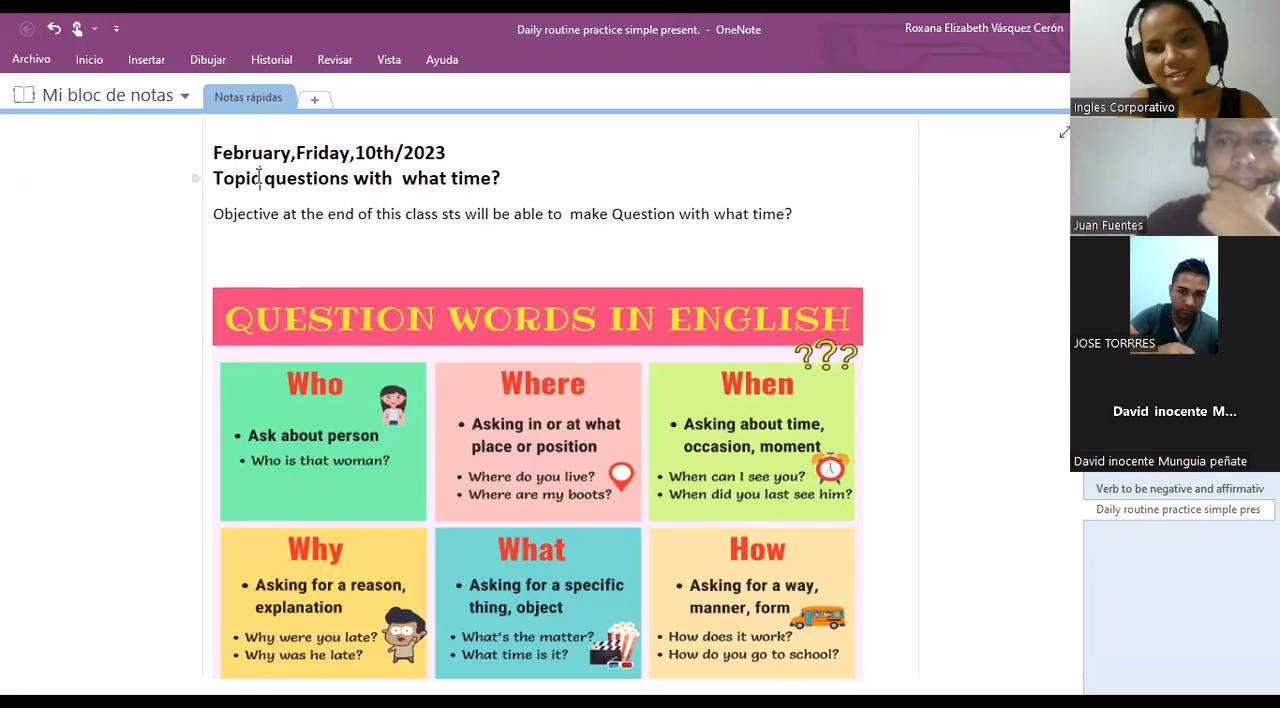 Daily routine practice simple present. - OneNote
Roxana Elizabeth Vásquez Cerón
Archivo Inicio Insertar Dibujar Historial Revisar Vista Ayuda
Mi bloc de notas
Notas rápidas
+
February,Friday,10th/2023
Topic questions with what time?
Objective at the end of this class sts will be able to make Question with what time?
QUESTION WORDS IN ENGLISH
???
Who
• Ask about person
• Who is that woman?
Where
• Asking in or at what
place or position
• Where do you live?
• Where are my boots?
When
• Asking about time,
occasion, moment
• When can I see you?
• When did you last see him?
Why
• Asking for a reason,
explanation
• Why were you late?
• Why was he late?
What
• Asking for a specific
thing, object
• What's the matter?
• What time is it?
How
• Asking for a way,
manner, form
• How does it work?
• How do you go to school?
Ingles Corporativo
Juan Fuentes
JOSE TORRRES
David inocente M...
David inocente Munguia peñate
Verb to be negative and affirmativ
Daily routine practice simple pres